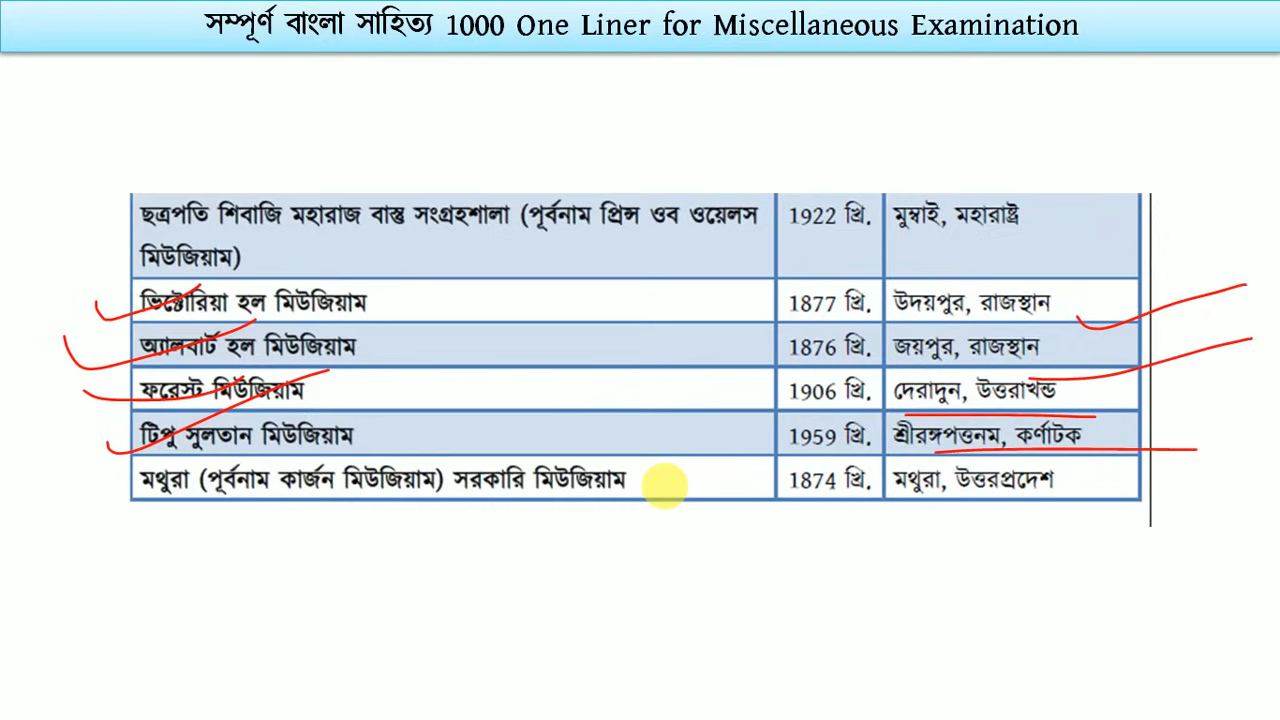 সম্পূর্ণ বাংলা সাহিত্য 1000 One Liner for Miscellaneous Examination
ছত্রপতি শিবাজি মহারাজ বাস্তু সংগ্রহশালা (পূর্বনাম প্রিন্স ওব ওয়েলস 1922 খ্রি. মুম্বাই, মহারাষ্ট্র
মিউজিয়াম)
ভিক্টোরিয়া হল মিউজিয়াম 1877 খ্রি. উদয়পুর, রাজস্থান
অ্যালবার্ট হল মিউজিয়াম 1876 খ্রি. জয়পুর, রাজস্থান
ফরেস্ট মিউজিয়াম 1906 খ্রি. দেরাদুন, উত্তরাখন্ড
টিপু সুলতান মিউজিয়াম 1959 খ্রি. শ্রীরঙ্গপত্তনম, কর্ণাটক
মথুরা (পূর্বনাম কার্জন মিউজিয়াম) সরকারি মিউজিয়াম 1874 খ্রি. মথুরা, উত্তরপ্রদেশ